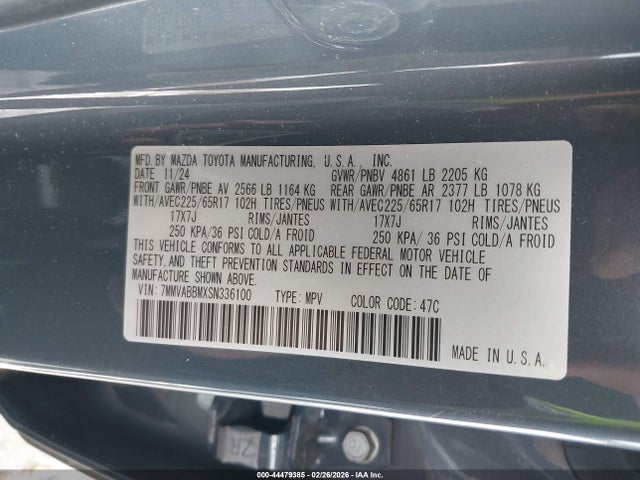 MFD.BY MAZDA TOYOTA MANUFACTURING, U.S.A., INC.
DATE 11/24 GVWR/PNBV 4861 LB 2205 KG
FRONT GAWR/PNBE AV 2566 LB 1164 KG REAR GAWR/PNBE AR 2377 LB 1078 KG
WITH/AVEC225/65R17 102H TIRES/PNEUS WITH/AVEC225/65R17 102H TIRES/PNEUS
17X7J RIMS/JANTES 17X7J RIMS/JANTES
250 KPA/36 PSI COLD/A FROID 250 KPA/36 PSI COLD/A FROID
THIS VEHICLE CONFORMS TO ALL APPLICABLE FEDERAL MOTOR VEHICLE SAFETY
AND THEFT PREVENTION STANDARDS IN EFFECT ON THE DATE OF
MANUFACTURE SHOWN ABOVE.
VIN: 7MMVABBMXSN336100 TYPE: MPV COLOR CODE: 47C
MADE IN U.S.A.
ZR
000-44479385 - 02/26/2026 - IAA Inc.